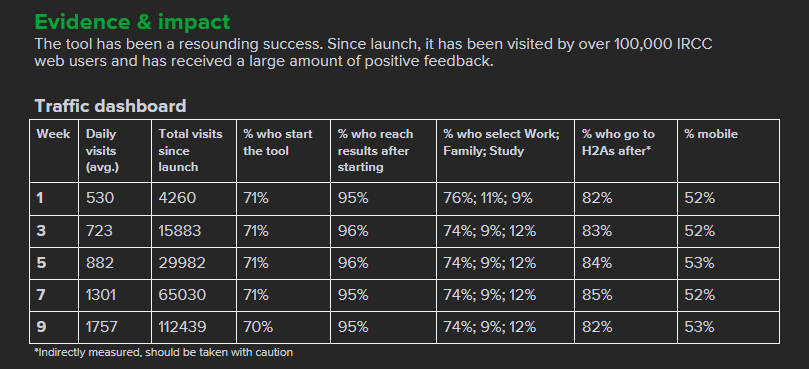 Evidence & impact
The tool has been a resounding success. Since launch, it has been visited by over 100,000 IRCC
web users and has received a large amount of positive feedback.
Traffic dashboard
Week | Daily visits (avg.) | Total visits since launch | % who start the tool | % who reach results after starting | % who select Work; Family; Study | % who go to H2As after* | % mobile
1 | 530 | 4260 | 71% | 95% | 76%; 11%; 9% | 82% | 52%
3 | 723 | 15883 | 71% | 96% | 74%; 9%; 12% | 83% | 52%
5 | 882 | 29982 | 71% | 96% | 74%; 9%; 12% | 84% | 53%
7 | 1301 | 65030 | 71% | 95% | 74%; 9%; 12% | 85% | 52%
9 | 1757 | 112439 | 70% | 95% | 74%; 9%; 12% | 82% | 53%
*Indirectly measured, should be taken with caution